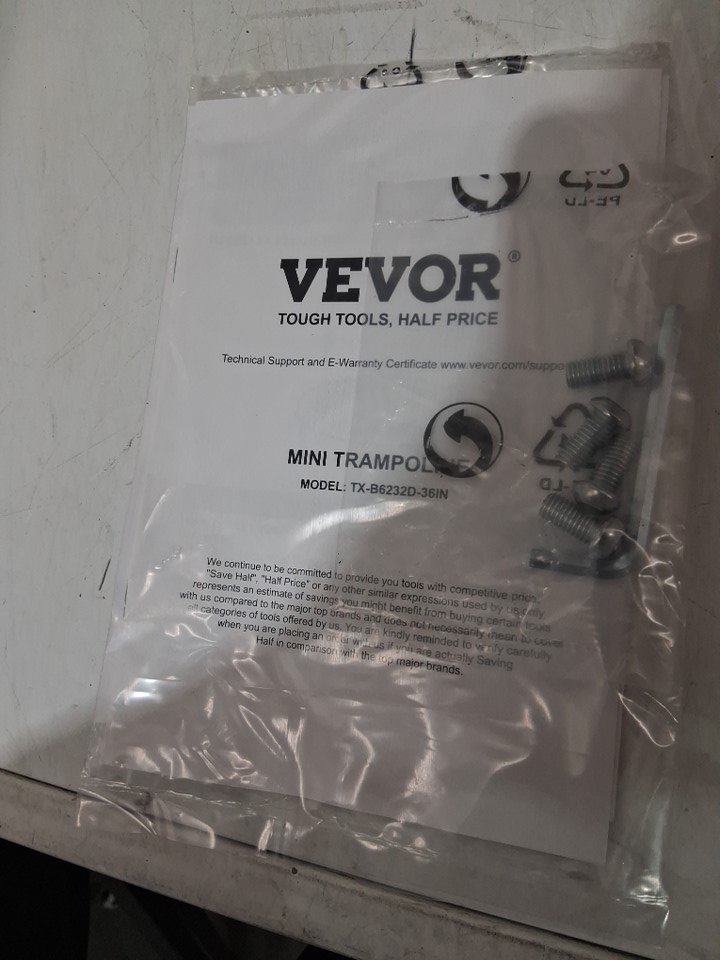 PE-LD
VEVOR®
TOUGH TOOLS, HALF PRICE
Technical Support and E-Warranty Certificate www.vevor.com/suppo
MINI TRAMPOLINE
MODEL: TX-B6232D-36IN
-LD
We continue to be committed to provide you tools with competitive price.
"Save Half", "Half Price" or any other similar expressions used by us only
represents an estimate of savings you might benefit from buying certain tools
with us compared to the major top brands and does not necessarily mean to cover
all categories of tools offered by us. You are kindly reminded to verify carefully
when you are placing an order with us if you are actually Saving
Half in comparison with the top major brands.